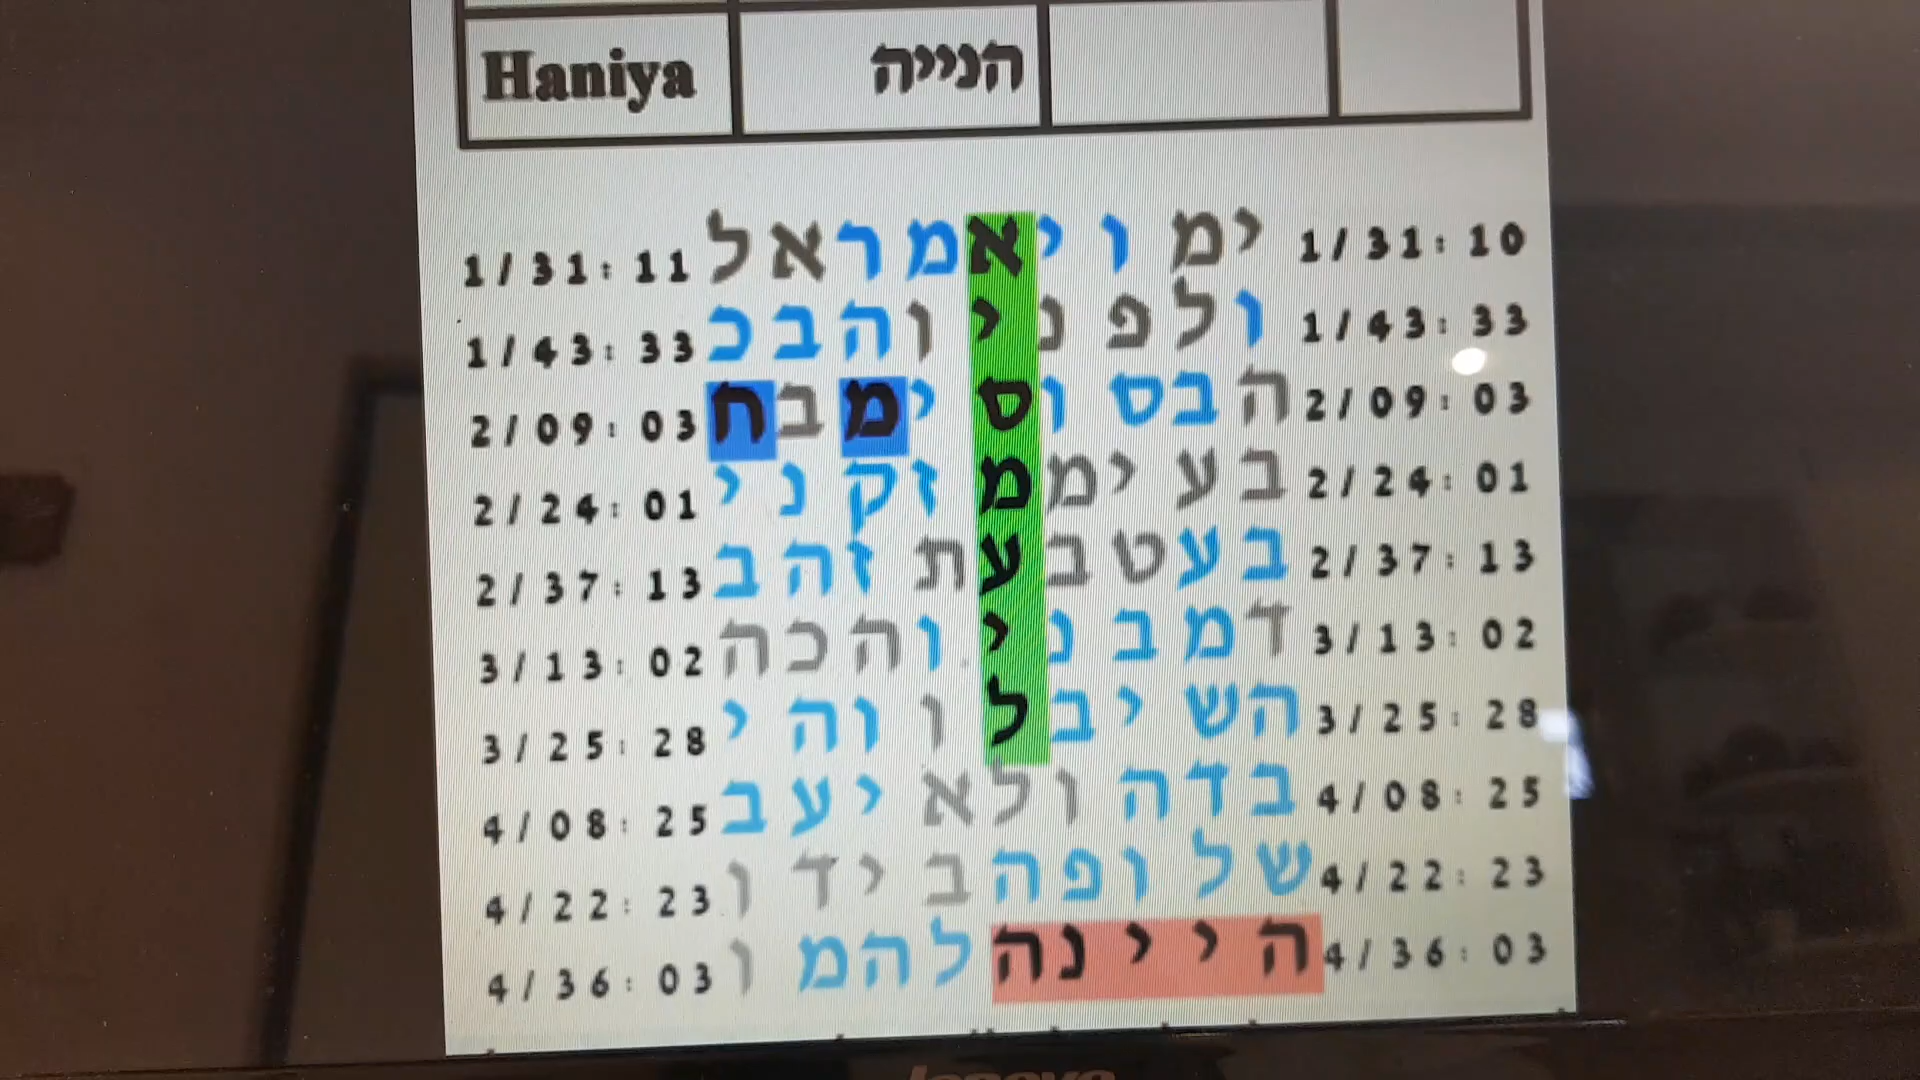 Haniya הנייה
1/31:10 ימויאמראל 1/31:11
1/43:33 ולפניוהבכ 1/43:33
2/09:03 הבסוסימבח 2/09:03
2/24:01 בעיממזקני 2/24:01
2/37:13 בעטבעתזהב 2/37:13
3/13:02 דמבניוהכה 3/13:02
3/25:28 השיבלווהי 3/25:28
4/08:25 בדהולאיעב 4/08:25
4/22:23 שלופהבידו 4/22:23
4/36:03 היינהלהמו 4/36:03